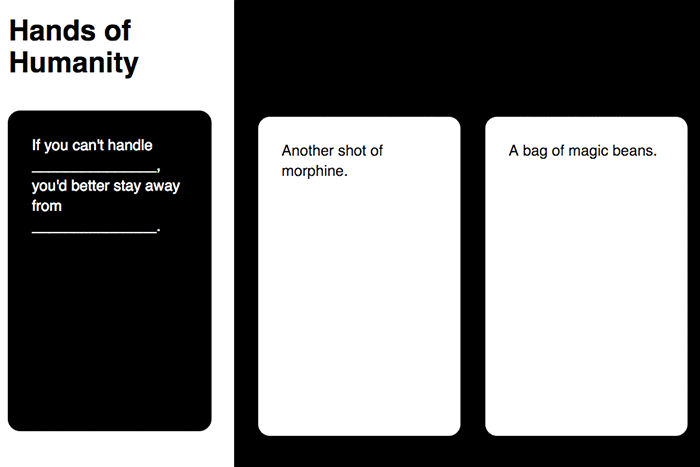 Hands of
Humanity
If you can't handle
_______________,
you'd better stay away
from
_______________.
Another shot of
morphine.
A bag of magic beans.